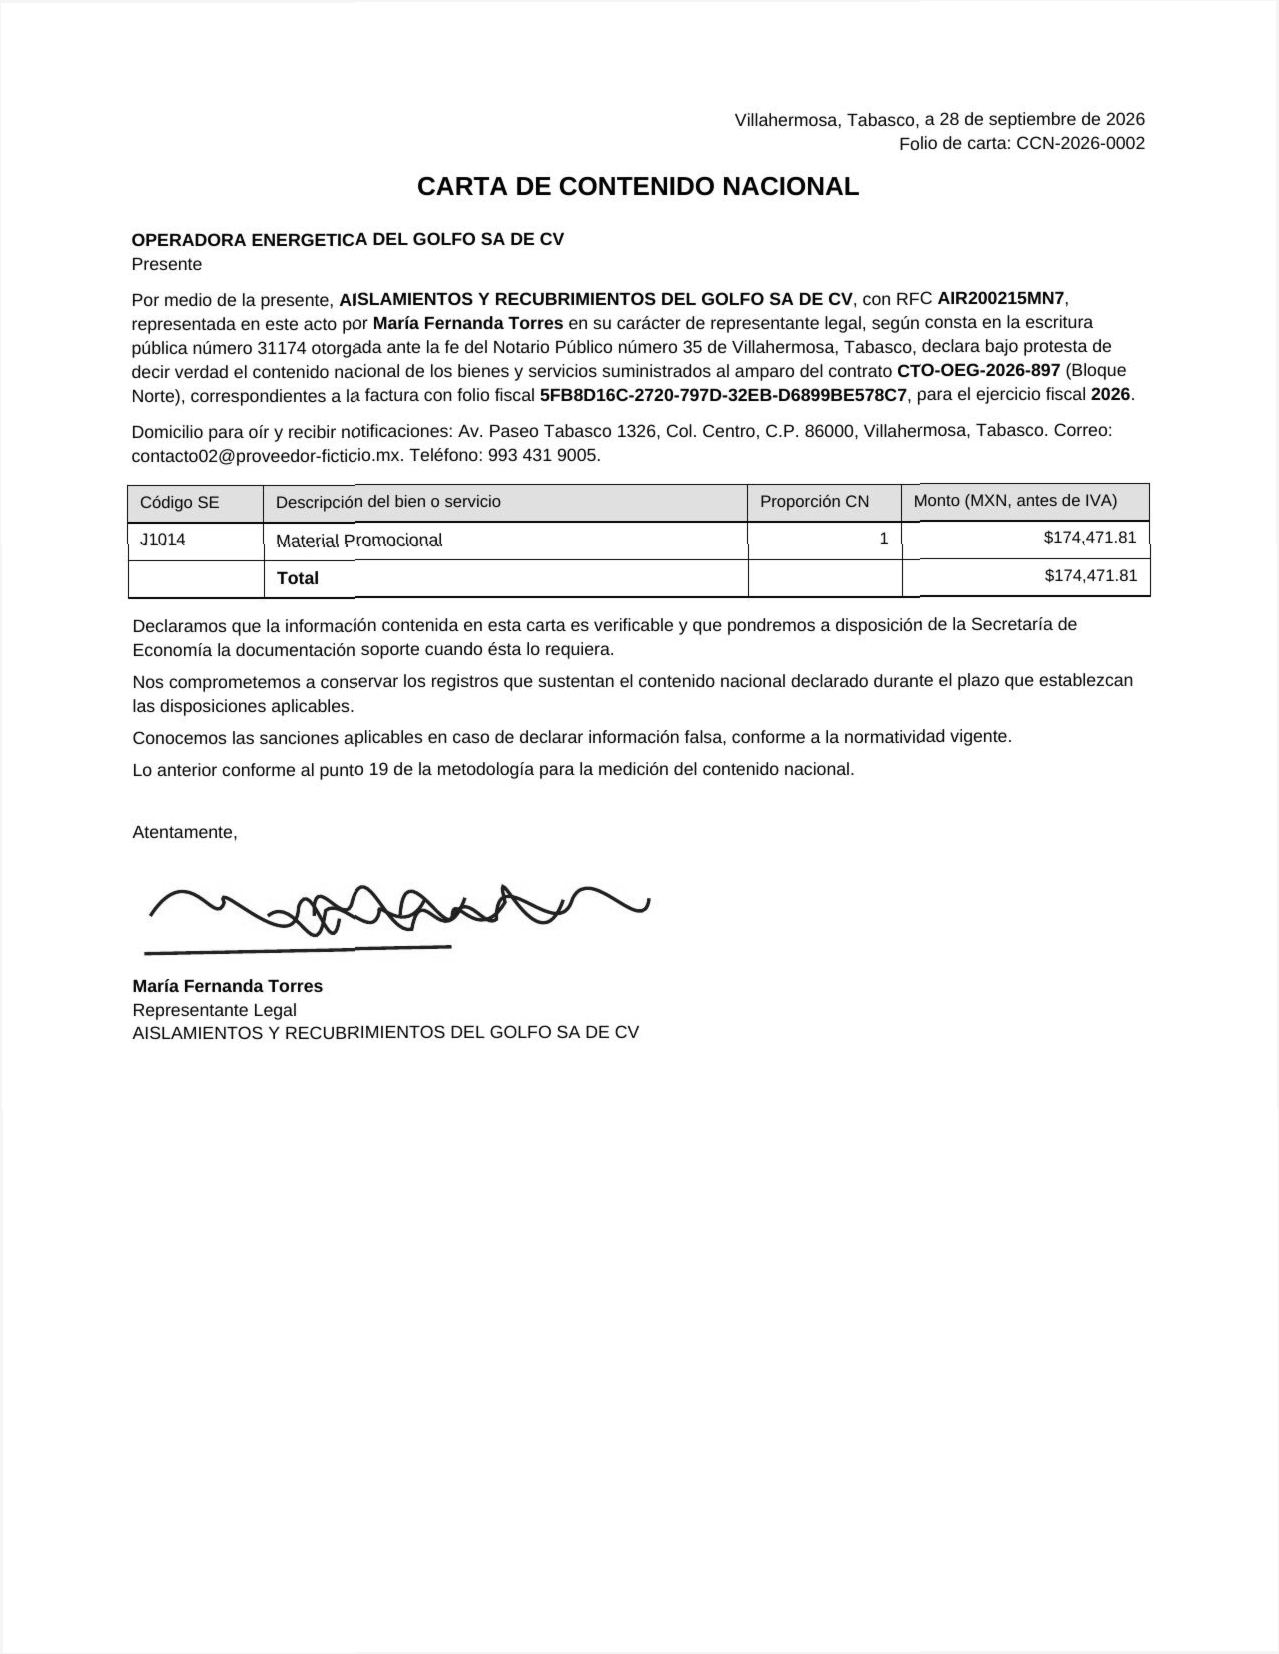 Villahermosa, Tabasco, a 28 de septiembre de 2026
Folio de carta: CCN-2026-0002
CARTA DE CONTENIDO NACIONAL
OPERADORA ENERGETICA DEL GOLFO SA DE CV
Presente
Por medio de la presente, AISLAMIENTOS Y RECUBRIMIENTOS DEL GOLFO SA DE CV, con RFC AIR200215MN7,
representada en este acto por María Fernanda Torres en su carácter de representante legal, según consta en la escritura
pública número 31174 otorgada ante la fe del Notario Público número 35 de Villahermosa, Tabasco, declara bajo protesta de
decir verdad el contenido nacional de los bienes y servicios suministrados al amparo del contrato CTO-OEG-2026-897 (Bloque
Norte), correspondientes a la factura con folio fiscal 5FB8D16C-2720-797D-32EB-D6899BE578C7, para el ejercicio fiscal 2026.
Domicilio para oír y recibir notificaciones: Av. Paseo Tabasco 1326, Col. Centro, C.P. 86000, Villahermosa, Tabasco. Correo:
contacto02@proveedor-ficticio.mx. Teléfono: 993 431 9005.
Código SE Descripción del bien o servicio Proporción CN Monto (MXN, antes de IVA)
J1014 Material Promocional 1 $174,471.81
Total $174,471.81
Declaramos que la información contenida en esta carta es verificable y que pondremos a disposición de la Secretaría de
Economía la documentación soporte cuando ésta lo requiera.
Nos comprometemos a conservar los registros que sustentan el contenido nacional declarado durante el plazo que establezcan
las disposiciones aplicables.
Conocemos las sanciones aplicables en caso de declarar información falsa, conforme a la normatividad vigente.
Lo anterior conforme al punto 19 de la metodología para la medición del contenido nacional.
Atentamente,
María Fernanda Torres
Representante Legal
AISLAMIENTOS Y RECUBRIMIENTOS DEL GOLFO SA DE CV